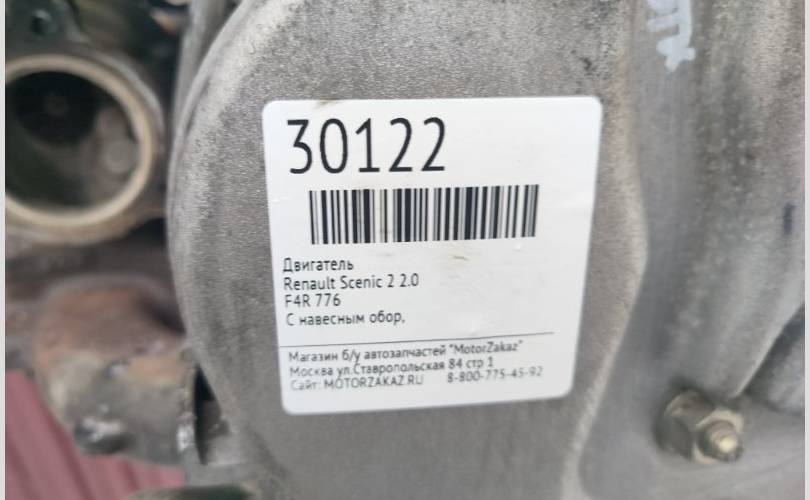 30122
Двигатель
Renault Scenic 2 2.0
F4R 776
С навесным обор,
Магазин б/у автозапчастей "MotorZakaz"
Москва ул.Ставропольская 84 стр 1
Сайт: MOTORZAKAZ.RU 8-800-775-45-92